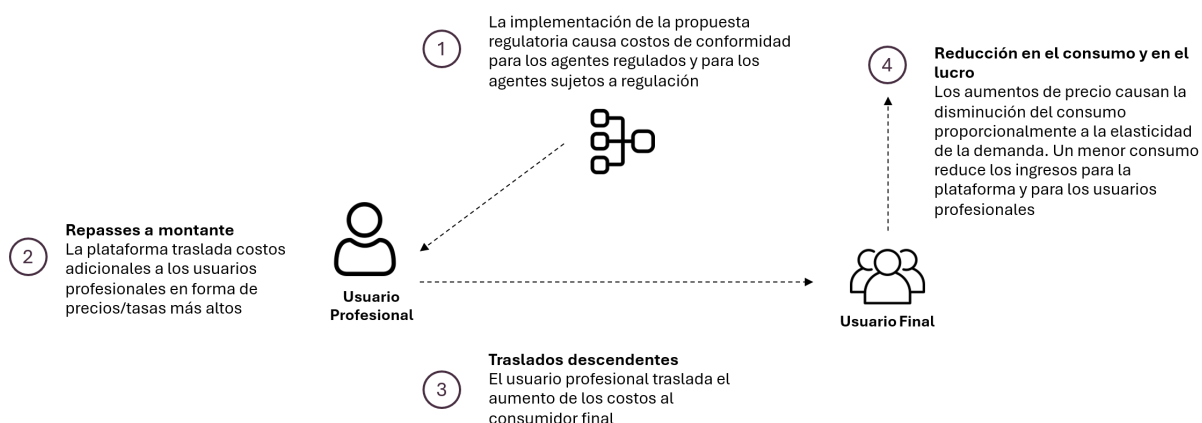 1
La implementación de la propuesta
regulatoria causa costos de conformidad
para los agentes regulados y para los
agentes sujetos a regulación
2
Repasses a montante
La plataforma traslada costos
adicionales a los usuarios
profesionales en forma de
precios/tasas más altos
Usuario
Profesional
3
Traslados descendentes
El usuario profesional traslada el
aumento de los costos al
consumidor final
4
Reducción en el consumo y en el
lucro
Los aumentos de precio causan la
disminución del consumo
proporcionalmente a la elasticidad
de la demanda. Un menor consumo
reduce los ingresos para la
plataforma y para los usuarios
profesionales
Usuario Final